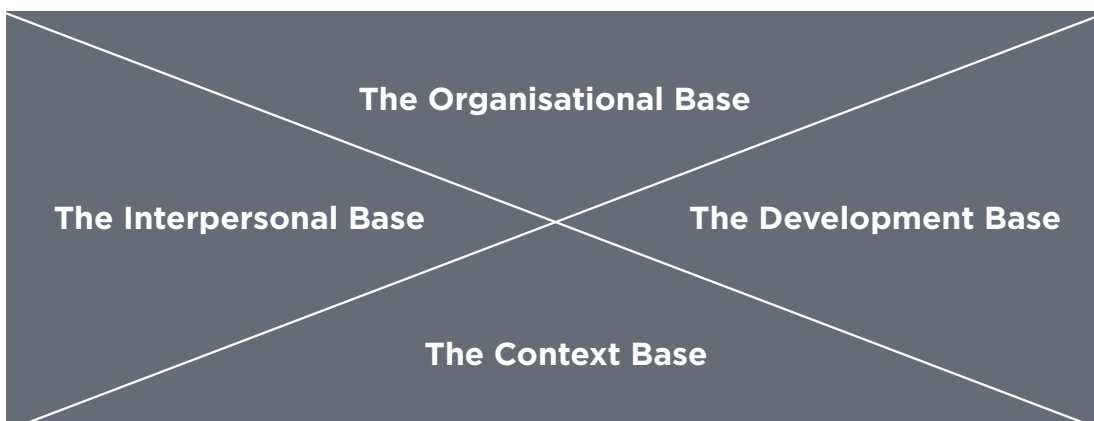 The Organisational Base
The Interpersonal Base
The Development Base
The Context Base